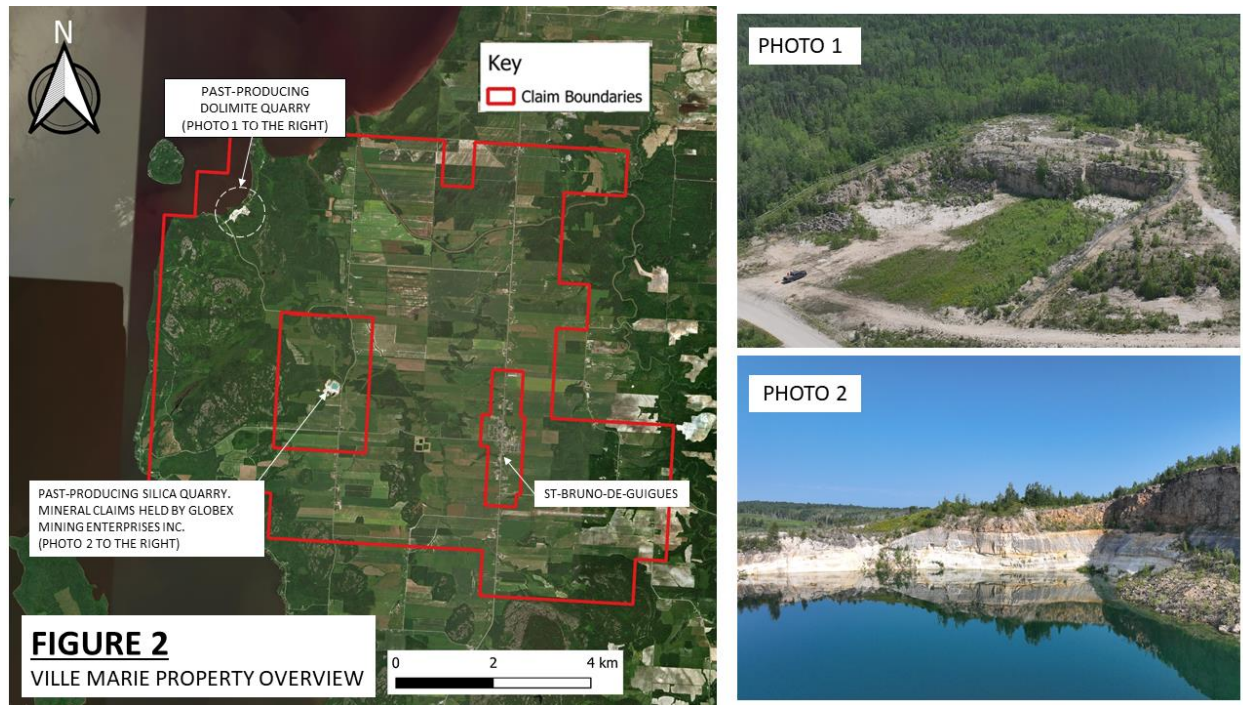 N
Key
Claim Boundaries
PAST-PRODUCING
DOLIMITE QUARRY
(PHOTO 1 TO THE RIGHT)
PAST-PRODUCING SILICA QUARRY.
MINERAL CLAIMS HELD BY GLOBEX
MINING ENTERPRISES INC.
(PHOTO 2 TO THE RIGHT)
ST-BRUNO-DE-GUIGUES
FIGURE 2
VILLE MARIE PROPERTY OVERVIEW
0 2 4 km
PHOTO 1
PHOTO 2